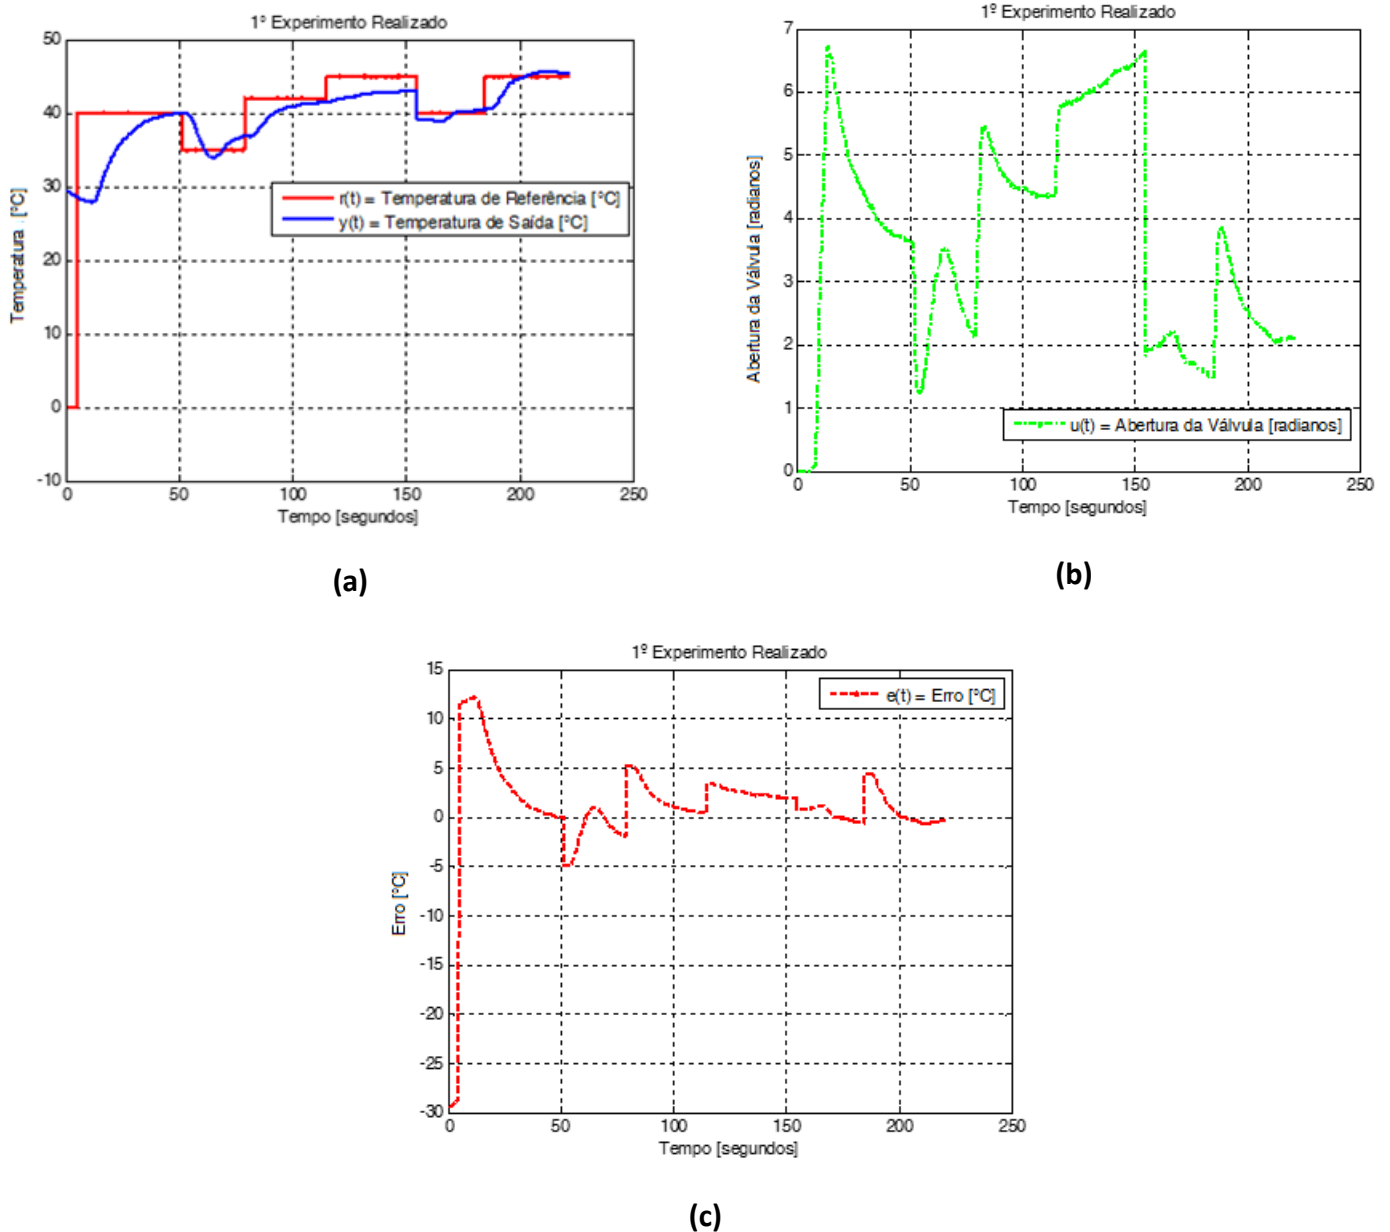 1º Experimento Realizado
50
40
30
20
10
0
-10
0 50 100 150 200 250
Temperatura . [°C]
Tempo [segundos]
r(t) = Temperatura de Referência [°C]
y(t) = Temperatura de Saída [°C]
(a)
1º Experimento Realizado
7
6
5
4
3
2
1
0
0 50 100 150 200 250
Abertura da Válvula [radianos]
Tempo [segundos]
u(t) = Abertura da Válvula [radianos]
(b)
1º Experimento Realizado
15
10
5
0
-5
-10
-15
-20
-25
-30
0 50 100 150 200 250
Erro [°C]
Tempo [segundos]
e(t) = Erro [°C]
(c)